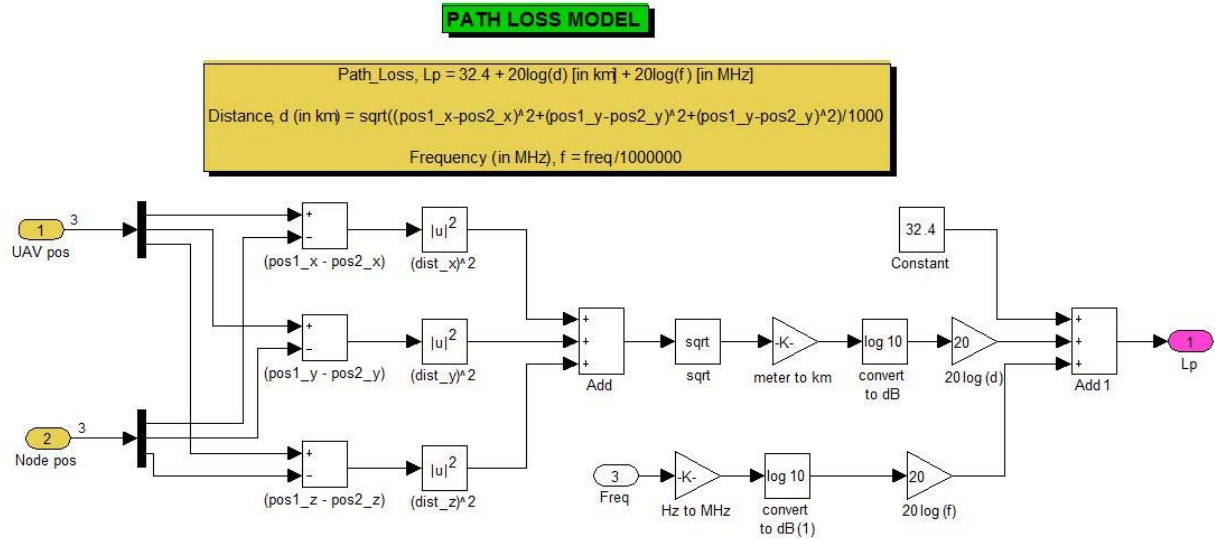 PATH LOSS MODEL
Path_Loss, Lp = 32.4 + 20log(d) [in km] + 20log(f) [in MHz]
Distance, d (in km) = sqrt((pos1_x-pos2_x)^2+(pos1_y-pos2_y)^2+(pos1_y-pos2_y)^2)/1000
Frequency (in MHz), f = freq/1000000
1
3
UAV pos
+
−
(pos1_x - pos2_x)
|u|2
(dist_x)^2
32.4
Constant
+
−
(pos1_y - pos2_y)
|u|2
(dist_y)^2
+
+
+
Add
sqrt
sqrt
-K-
meter to km
log 10
convert
to dB
20
20log (d)
+
+
+
Add 1
1
Lp
2
3
Node pos
+
−
(pos1_z - pos2_z)
|u|2
(dist_z)^2
3
Freq
-K-
Hz to MHz
log 10
convert
to dB (1)
20
20log (f)